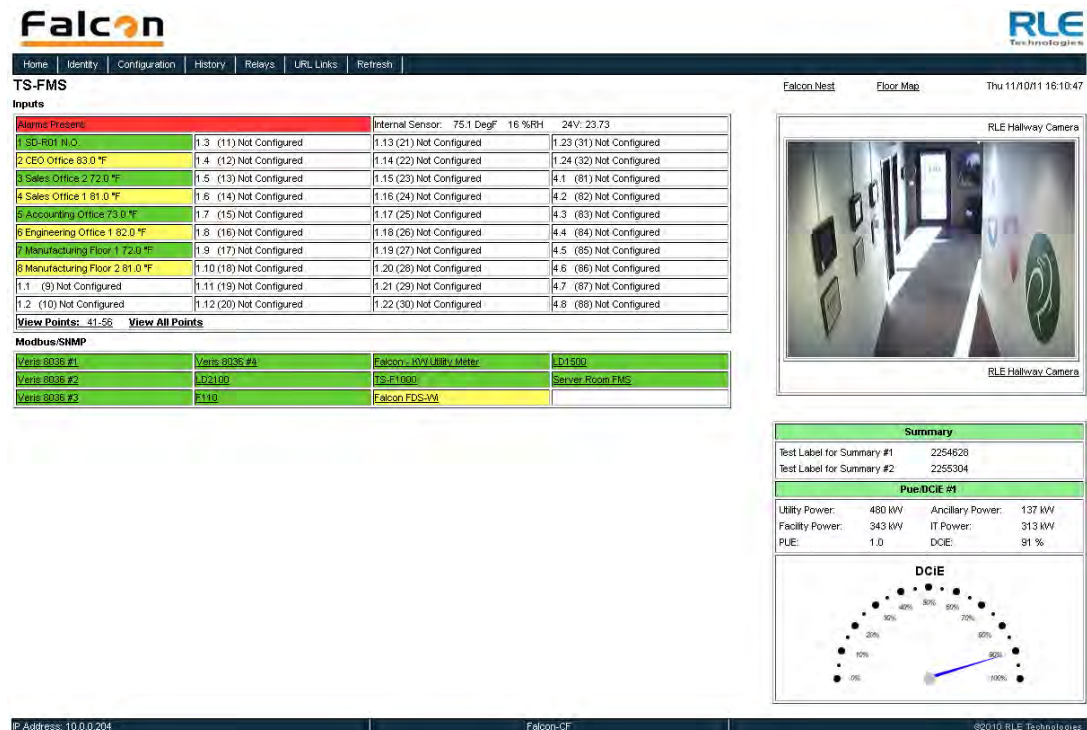 Falcon
RLE
Technologies
Home Identity Configuration History Relays URL Links Refresh
TS-FMS
Falcon Nest Floor Map Thu 11/10/11 16:10:47
Inputs
Alarms Present: Internal Sensor: 75.1 DegF 16 %RH 24V: 23.73
1 SD-R01 N.O. 1.3 (11) Not Configured 1.13 (21) Not Configured 1.23 (31) Not Configured
2 CEO Office 83.0 °F 1.4 (12) Not Configured 1.14 (22) Not Configured 1.24 (32) Not Configured
3 Sales Office 2 72.0 °F 1.5 (13) Not Configured 1.15 (23) Not Configured 4.1 (81) Not Configured
4 Sales Office 1 81.0 °F 1.6 (14) Not Configured 1.16 (24) Not Configured 4.2 (82) Not Configured
5 Accounting Office 73.0 °F 1.7 (15) Not Configured 1.17 (25) Not Configured 4.3 (83) Not Configured
6 Engineering Office 1 82.0 °F 1.8 (16) Not Configured 1.18 (26) Not Configured 4.4 (84) Not Configured
7 Manufacturing Floor 1 72.0 °F 1.9 (17) Not Configured 1.19 (27) Not Configured 4.5 (85) Not Configured
8 Manufacturing Floor 2 81.0 °F 1.10 (18) Not Configured 1.20 (28) Not Configured 4.6 (86) Not Configured
1.1 (9) Not Configured 1.11 (19) Not Configured 1.21 (29) Not Configured 4.7 (87) Not Configured
1.2 (10) Not Configured 1.12 (20) Not Configured 1.22 (30) Not Configured 4.8 (88) Not Configured
View Points: 41-56 View All Points
Modbus/SNMP
Veris 8036 #1 Veris 8036 #4 Falcon - KW Utility Meter LD1500
Veris 8036 #2 LD2100 TS-F1000 Server Room FMS
Veris 8036 #3 F110 Falcon FDS-Wi
RLE Hallway Camera
RLE Hallway Camera
Summary
Test Label for Summary #1 2254628
Test Label for Summary #2 2255304
Pue/DCiE #1
Utility Power: 480 kW Ancillary Power: 137 kW
Facility Power: 343 kW IT Power: 313 kW
PUE: 1.0 DCiE: 91 %
DCiE
0% 10% 20% 30% 40% 50% 60% 70% 80% 90% 100%
IP Address: 10.0.0.204 Falcon-CF ©2010 RLE Technologies